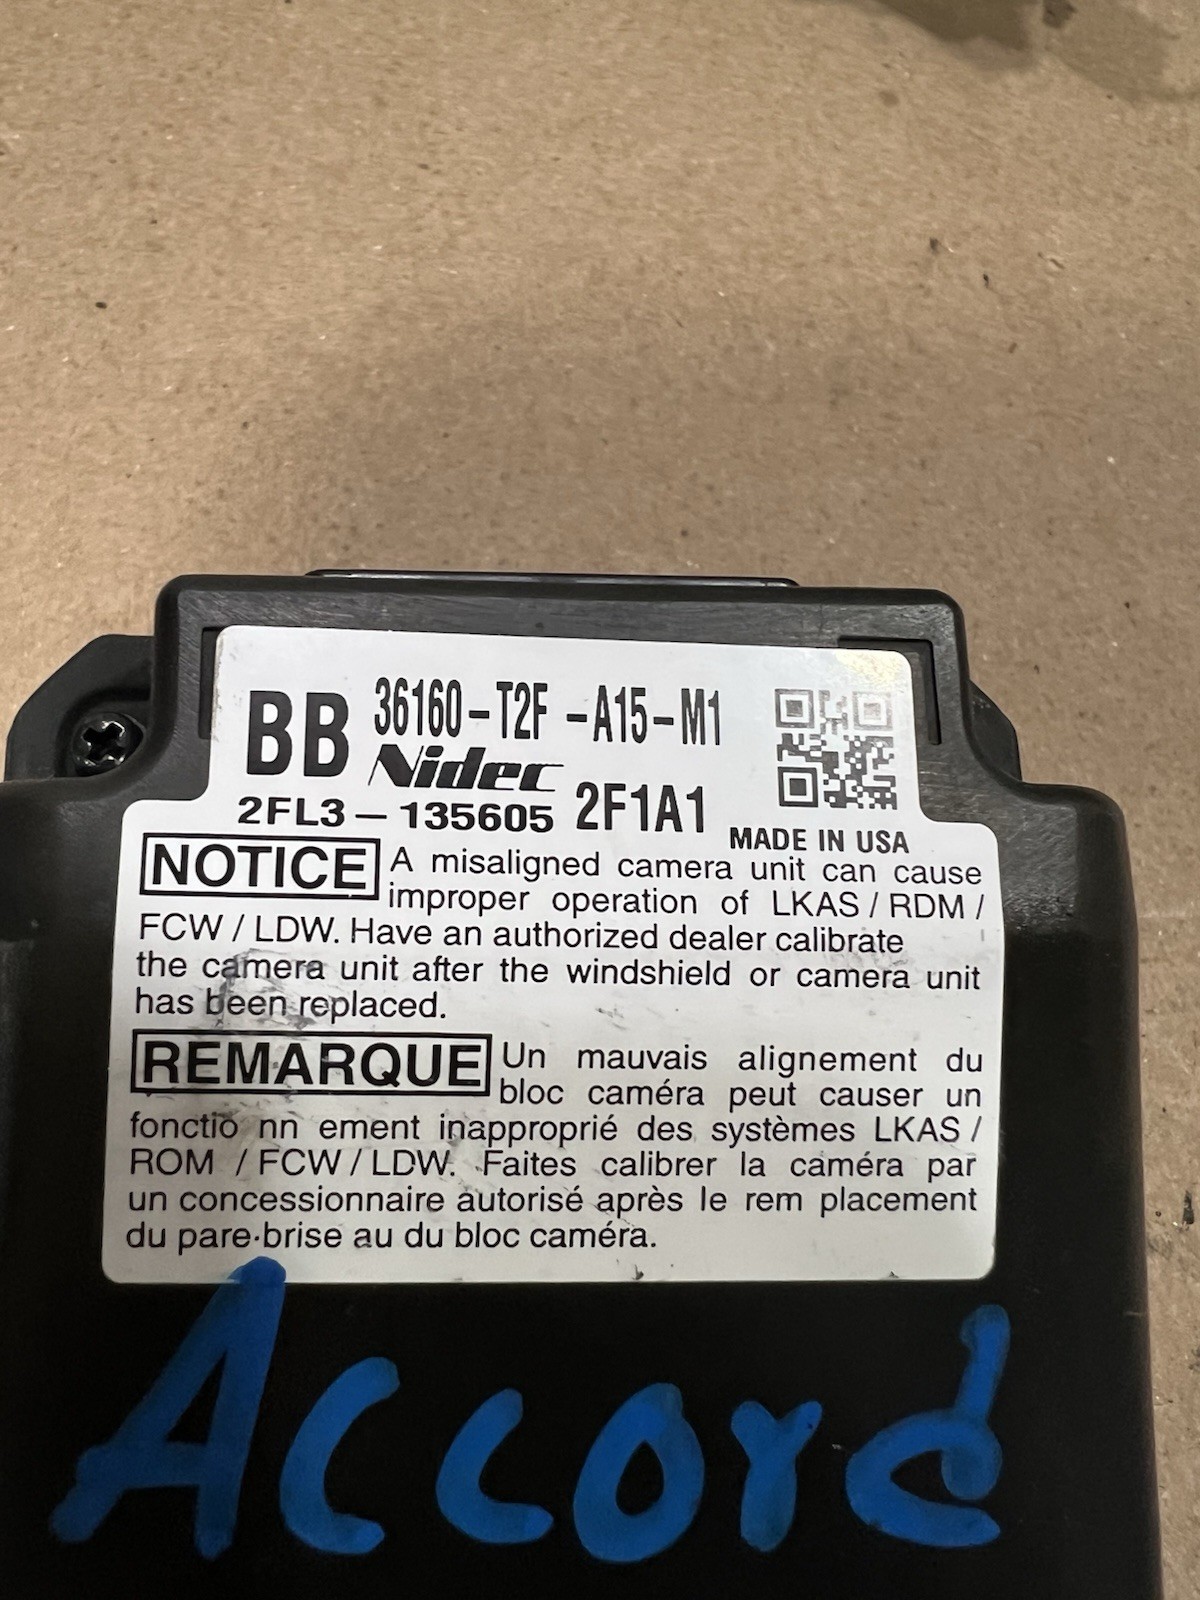 BB 36160-T2F -A15-M1
Nidec
2FL3-135605 2F1A1
MADE IN USA
NOTICE A misaligned camera unit can cause
improper operation of LKAS / RDM /
FCW / LDW. Have an authorized dealer calibrate
the camera unit after the windshield or camera unit
has been replaced.
REMARQUE Un mauvais alignement du
bloc caméra peut causer un
fonctio nn ement inapproprié des systèmes LKAS /
ROM / FCW / LDW. Faites calibrer la caméra par
un concessionnaire autorisé après le rem placement
du pare-brise au du bloc caméra.
Accord